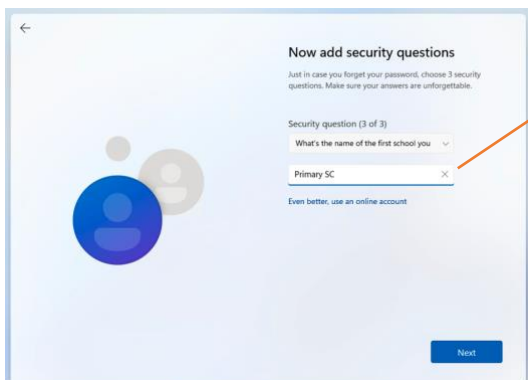 Now add security questions
Just in case you forget your password, choose 3 security
questions. Make sure your answers are unforgettable.
Security question (3 of 3)
What's the name of the first school you
Primary SC
Even better, use an online account
Next